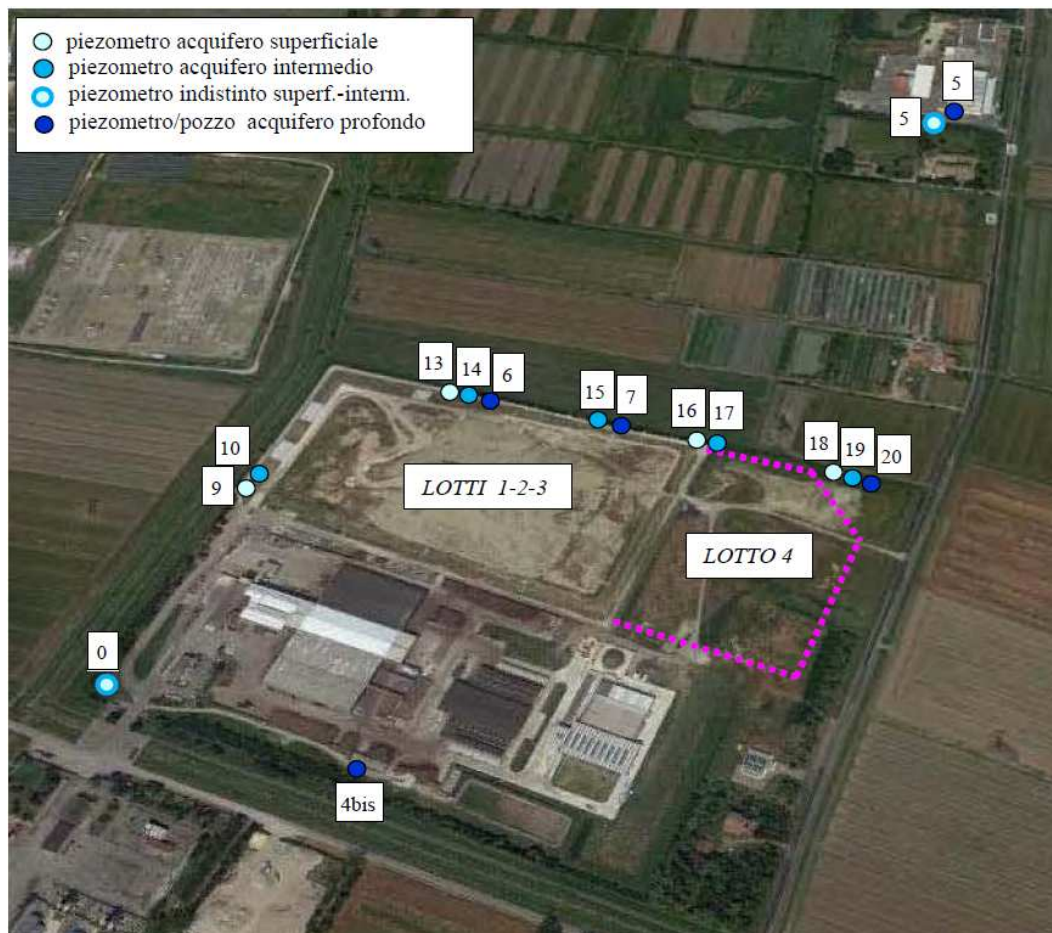 piezometro acquifero superficiale
piezometro acquifero intermedio
piezometro indistinto superf.-interm.
piezometro/pozzo acquifero profondo
5
5
13
14
6
15
7
16
17
18
19
20
10
9
LOTTI 1-2-3
LOTTO 4
0
4bis